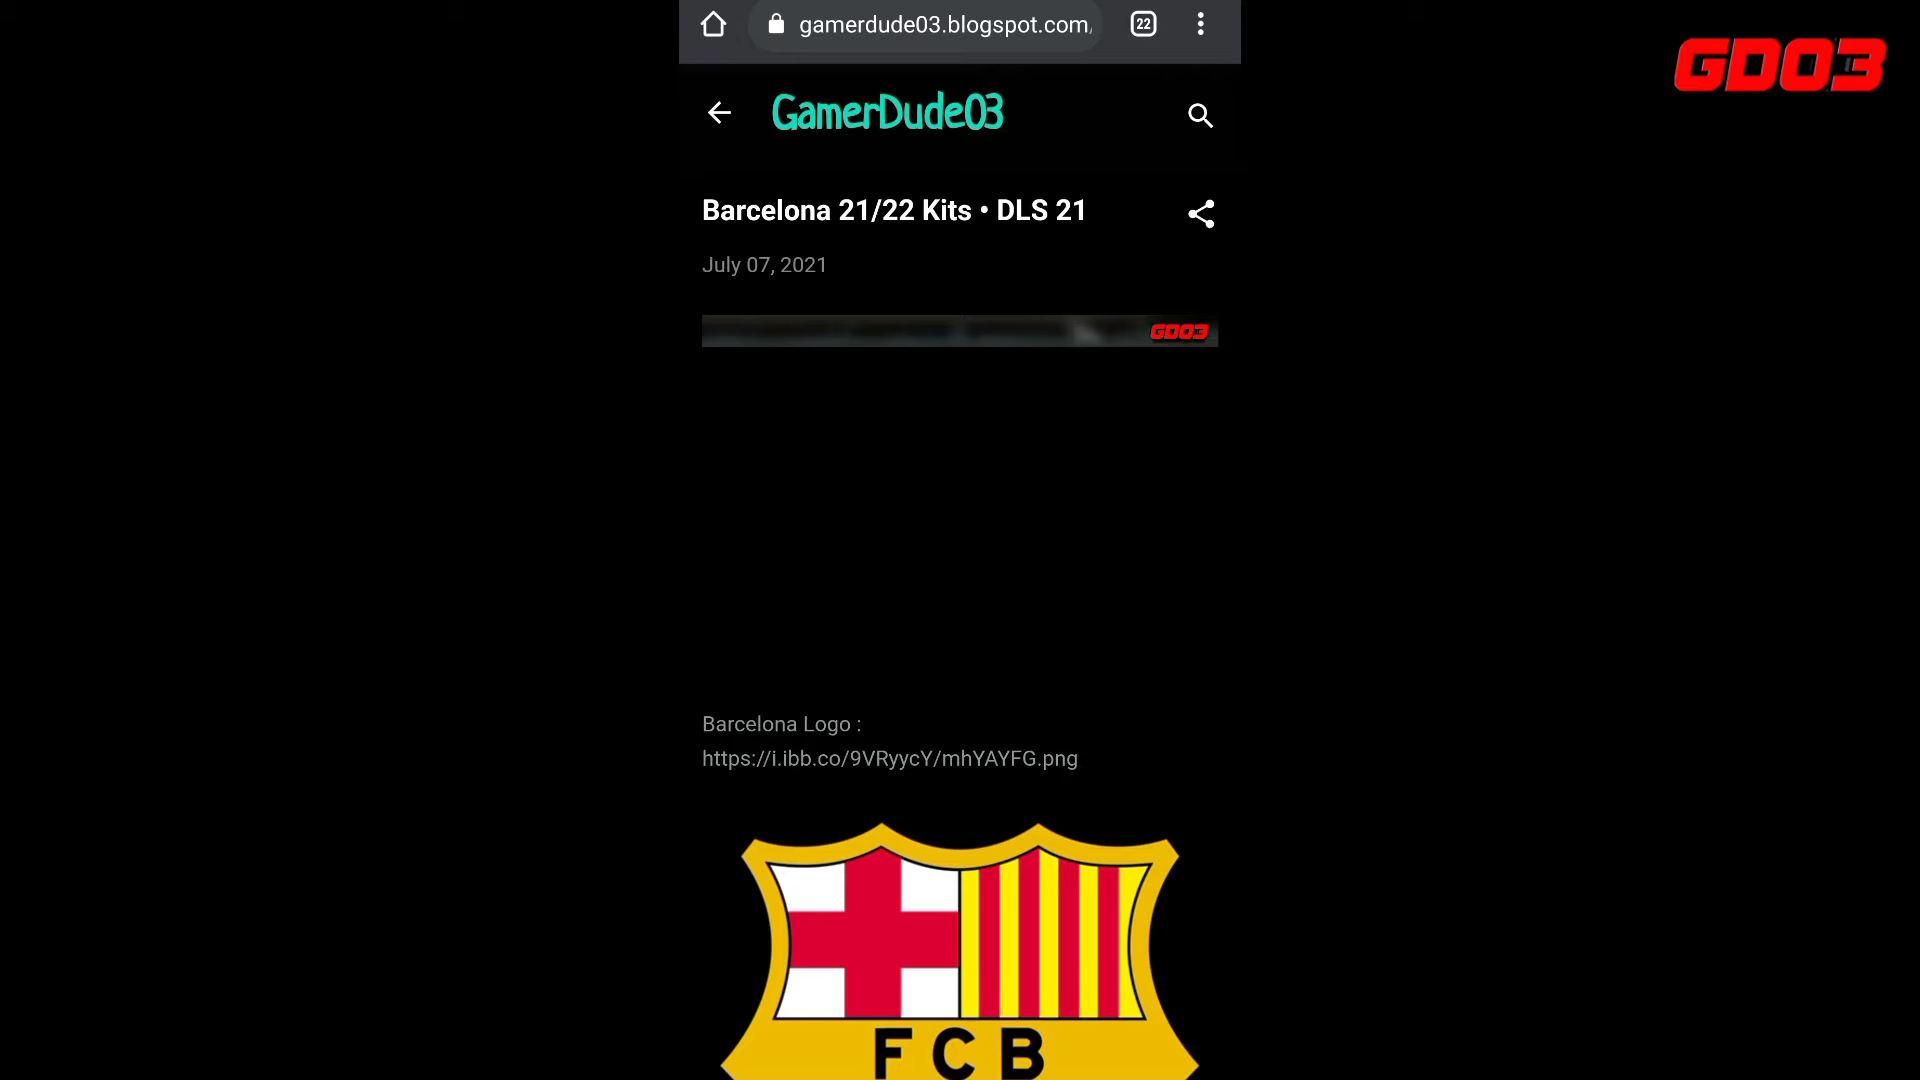 gamerdude03.blogspot.com/
22
GD03
GamerDude03
Barcelona 21/22 Kits • DLS 21
July 07, 2021
GD03
Barcelona Logo :
https://i.ibb.co/9VRyycY/mhYAYFG.png
FCB